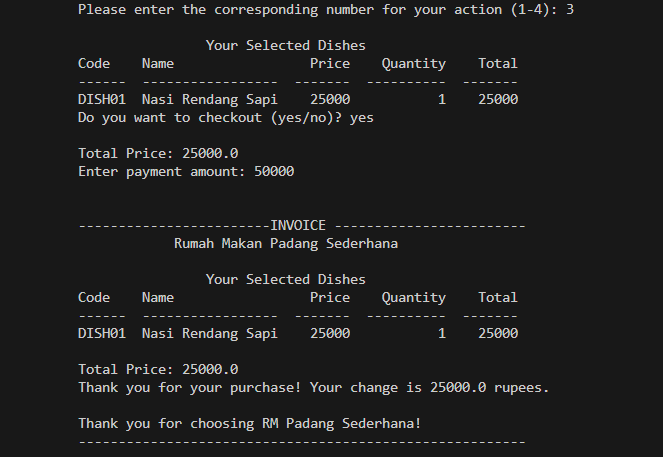 Please enter the corresponding number for your action (1-4): 3
Your Selected Dishes
Code    Name                 Price    Quantity    Total
------  -----------------  -------  ----------  -------
DISH01  Nasi Rendang Sapi    25000           1    25000
Do you want to checkout (yes/no)? yes
Total Price: 25000.0
Enter payment amount: 50000
------------------------INVOICE ------------------------
Rumah Makan Padang Sederhana
Your Selected Dishes
Code    Name                 Price    Quantity    Total
------  -----------------  -------  ----------  -------
DISH01  Nasi Rendang Sapi    25000           1    25000
Total Price: 25000.0
Thank you for your purchase! Your change is 25000.0 rupees.
Thank you for choosing RM Padang Sederhana!
--------------------------------------------------------